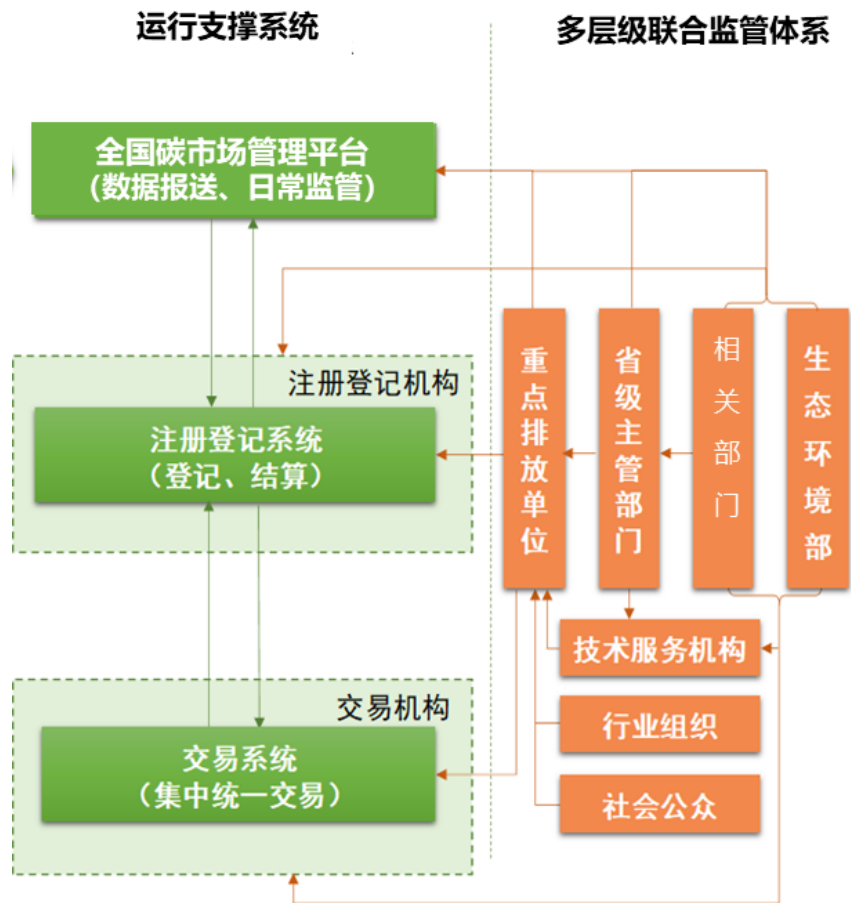 运行支撑系统
多层级联合监管体系
全国碳市场管理平台
(数据报送、日常监管)
注册登记机构
注册登记系统
（登记、结算）
交易机构
交易系统
（集中统一交易）
重点排放单位
省级主管部门
相关部门
生态环境部
技术服务机构
行业组织
社会公众